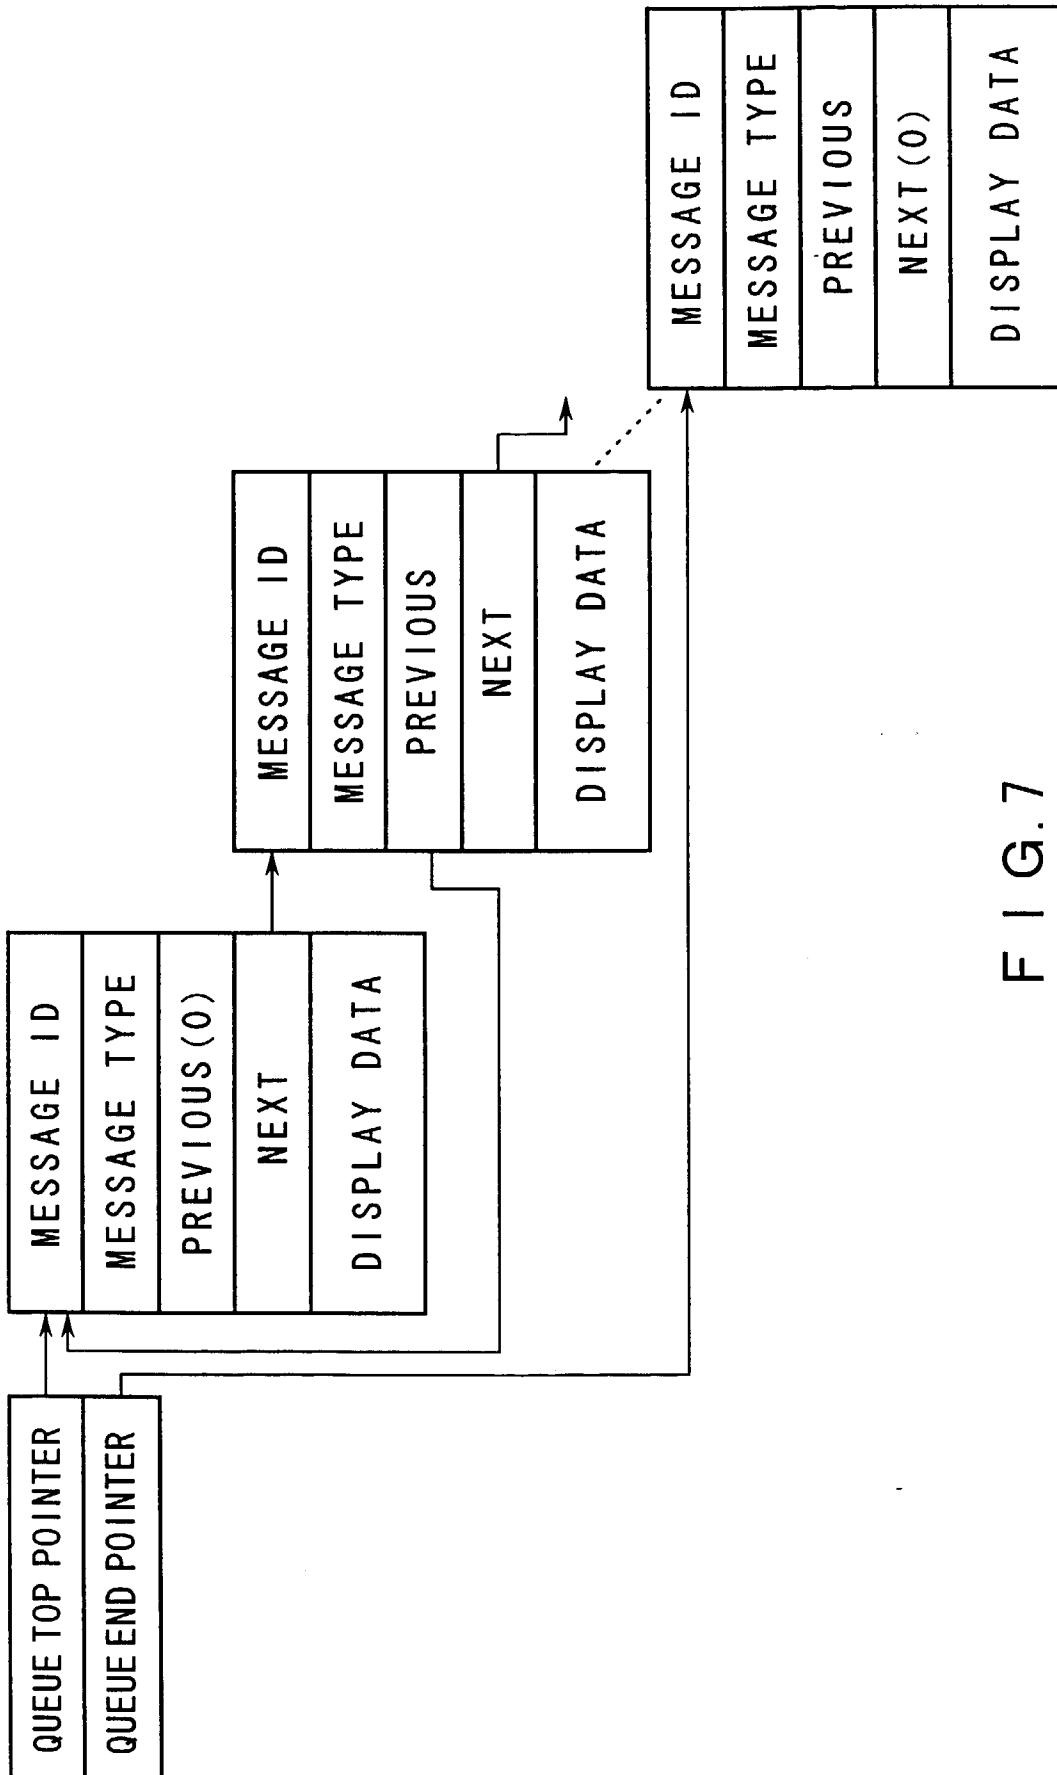 QUEUE TOP POINTER
QUEUE END POINTER
MESSAGE ID
MESSAGE TYPE
PREVIOUS(0)
NEXT
DISPLAY DATA
MESSAGE ID
MESSAGE TYPE
PREVIOUS
NEXT
DISPLAY DATA
MESSAGE ID
MESSAGE TYPE
PREVIOUS
NEXT(0)
DISPLAY DATA
FIG. 7